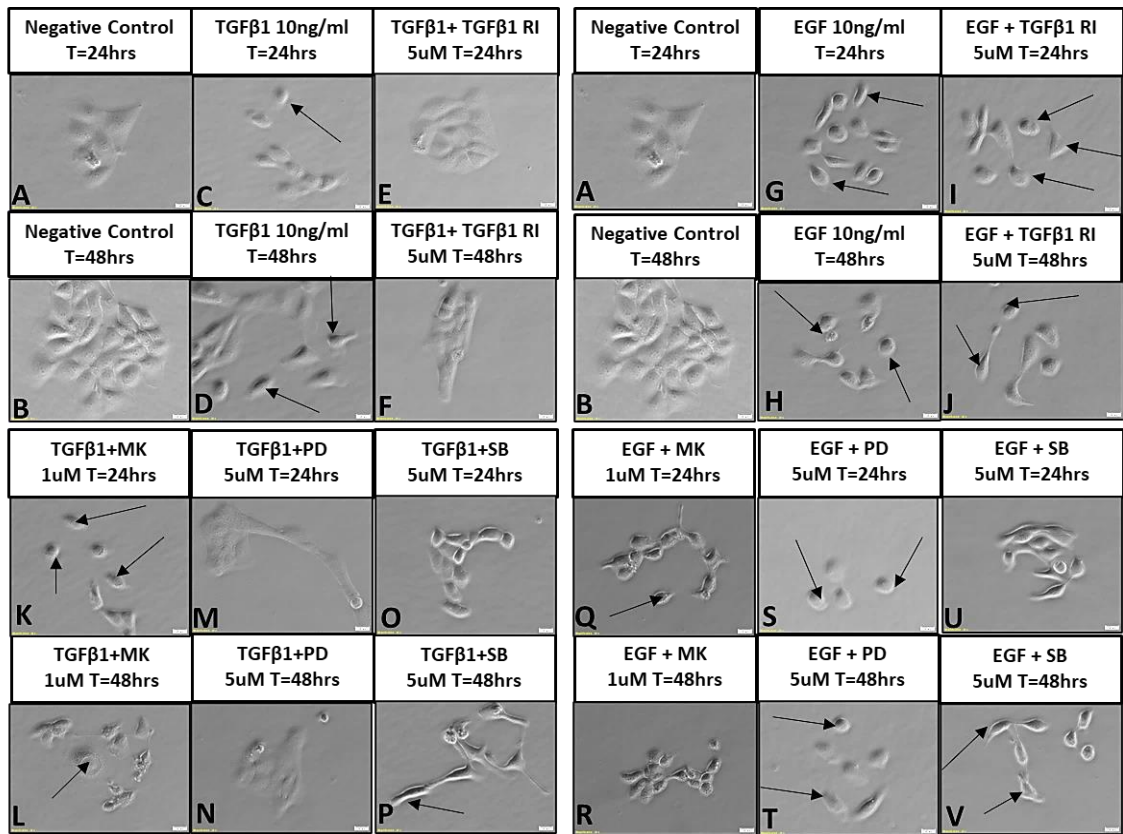 Negative Control
T=24hrs
TGFβ1 10ng/ml
T=24hrs
TGFβ1+ TGFβ1 RI
5uM T=24hrs
Negative Control
T=24hrs
EGF 10ng/ml
T=24hrs
EGF + TGFβ1 RI
5uM T=24hrs
A
C
E
A
G
I
Negative Control
T=48hrs
TGFβ1 10ng/ml
T=48hrs
TGFβ1+ TGFβ1 RI
5uM T=48hrs
Negative Control
T=48hrs
EGF 10ng/ml
T=48hrs
EGF + TGFβ1 RI
5uM T=48hrs
B
D
F
B
H
J
TGFβ1+MK
1uM T=24hrs
TGFβ1+PD
5uM T=24hrs
TGFβ1+SB
5uM T=24hrs
EGF + MK
1uM T=24hrs
EGF + PD
5uM T=24hrs
EGF + SB
5uM T=24hrs
K
M
O
Q
S
U
TGFβ1+MK
1uM T=48hrs
TGFβ1+PD
5uM T=48hrs
TGFβ1+SB
5uM T=48hrs
EGF + MK
1uM T=48hrs
EGF + PD
5uM T=48hrs
EGF + SB
5uM T=48hrs
L
N
P
R
T
V